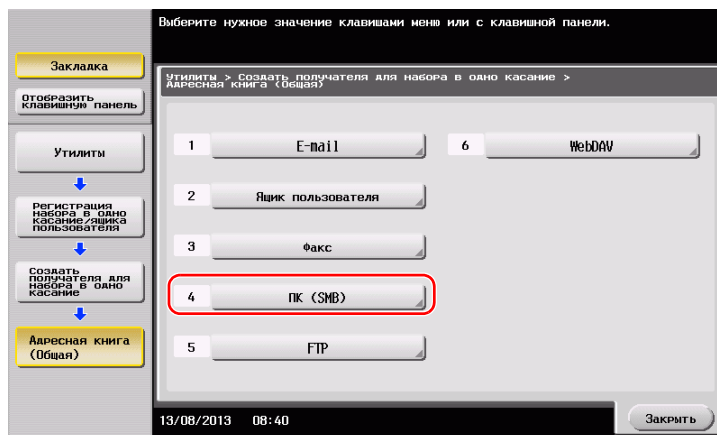 Выберите нужное значение клавишами меню или с клавишной панели.
Закладка
Отобразить
клавишную панель
Утилиты
Регистрация
набора в одно
касание/ящика
пользователя
Создать
получателя для
набора в одно
касание
Адресная книга
(Общая)
Утилиты > Создать получателя для набора в одно касание >
Адресная книга (Общая)
1 E-mail
2 Ящик пользователя
3 Факс
4 ПК (SMB)
5 FTP
6 WebDAV
13/08/2013 08:40
Закрыть